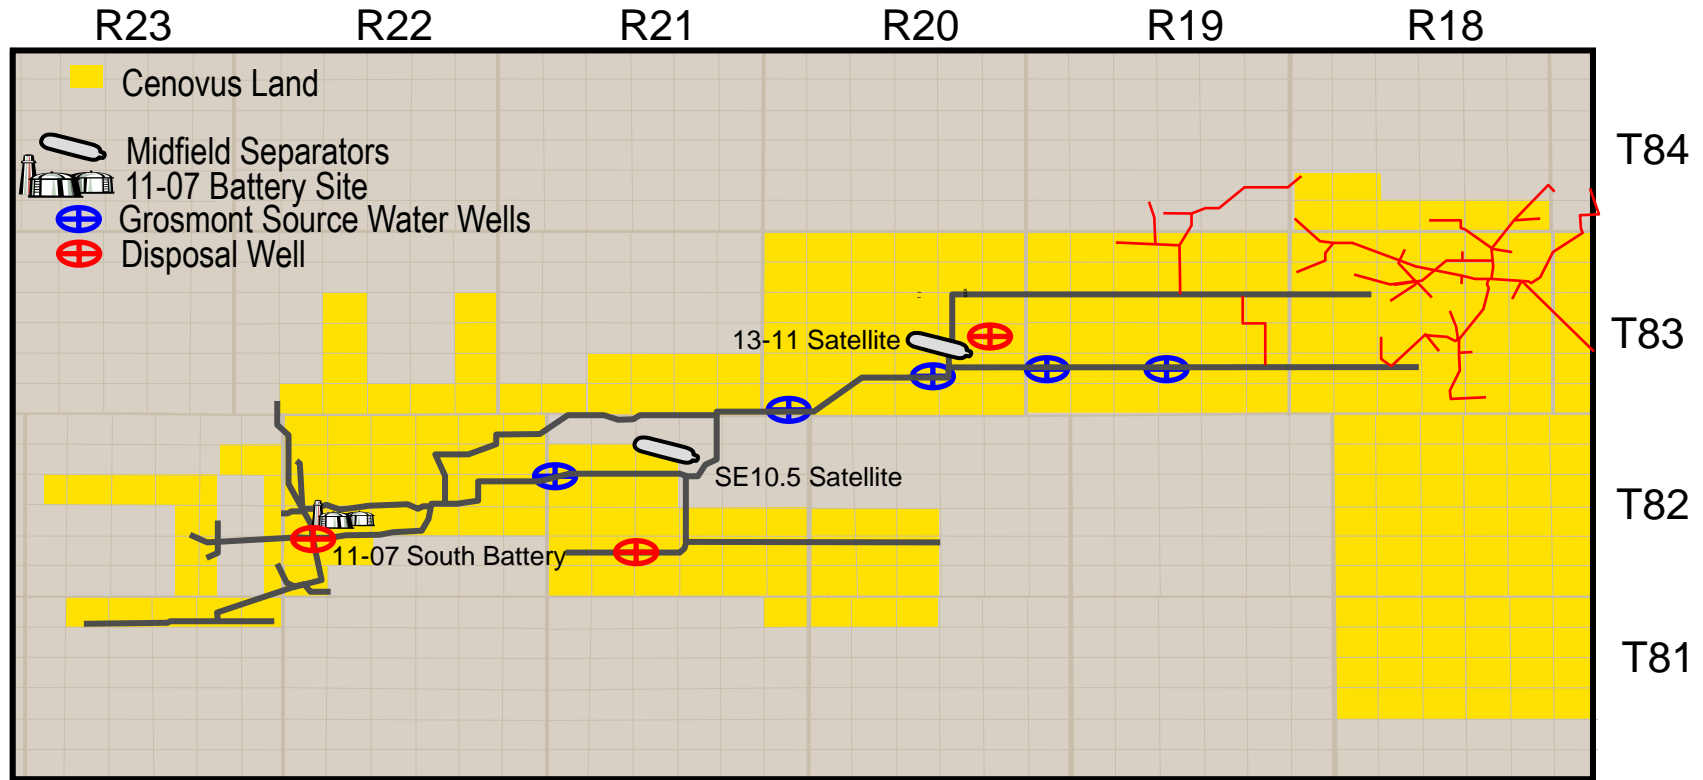 R23 R22 R21 R20 R19 R18
Cenovus Land
T84
Midfield Separators
11-07 Battery Site
Grosmont Source Water Wells
Disposal Well
13-11 Satellite
T83
SE10.5 Satellite
T82
11-07 South Battery
T81